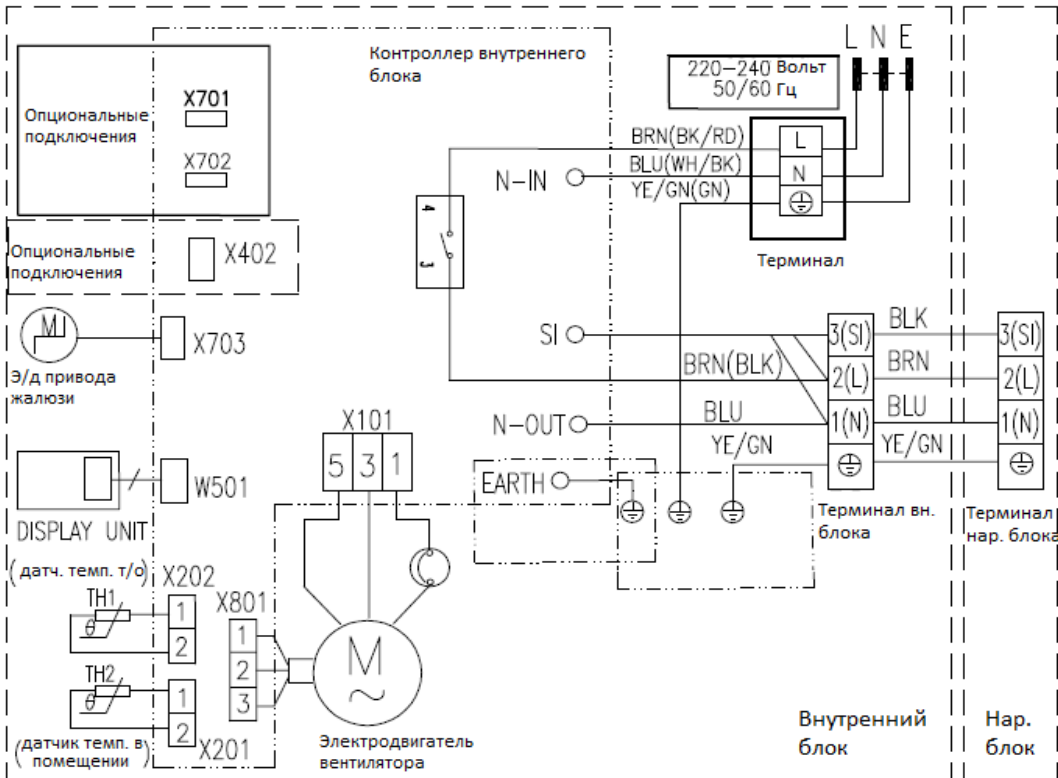 Контроллер внутреннего
блока
L N E
220-240 Вольт
50/60 Гц
Опциональные
подключения
X701
X702
BRN(BK/RD)
BLU(WH/BK)
YE/GN(GN)
N-IN
L
N
Терминал
4
3
Опциональные
подключения
X402
X703
Э/д привода
жалюзи
SI
BRN(BLK)
N-OUT
BLU
YE/GN
3(SI)
2(L)
1(N)
BLK
BRN
BLU
YE/GN
3(SI)
2(L)
1(N)
Терминал вн.
блока
Терминал
нар. блока
X101
5 3 1
EARTH
W501
DISPLAY UNIT
(датч. темп. т/о)
TH1
θ
X202
1
2
X801
1
2
3
M
~
TH2
θ
1
2
X201
(датчик темп. в
помещении)
Электродвигатель
вентилятора
Внутренний
блок
Нар.
блок